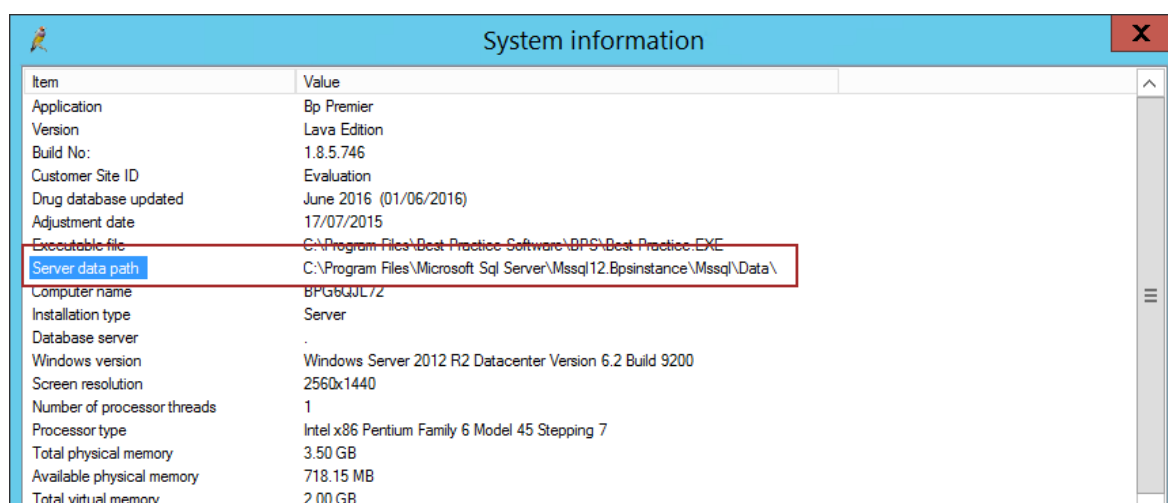 System information
X
Item Value
Application Bp Premier
Version Lava Edition
Build No: 1.8.5.746
Customer Site ID Evaluation
Drug database updated June 2016 (01/06/2016)
Adjustment date 17/07/2015
Executable file C:\Program Files\Best Practice Software\BPS\Best Practice.EXE
Server data path C:\Program Files\Microsoft Sql Server\Mssql12.Bpsinstance\Mssql\Data\
Computer name BPG6QJL72
Installation type Server
Database server .
Windows version Windows Server 2012 R2 Datacenter Version 6.2 Build 9200
Screen resolution 2560x1440
Number of processor threads 1
Processor type Intel x86 Pentium Family 6 Model 45 Stepping 7
Total physical memory 3.50 GB
Available physical memory 718.15 MB
Total virtual memory 2.00 GB